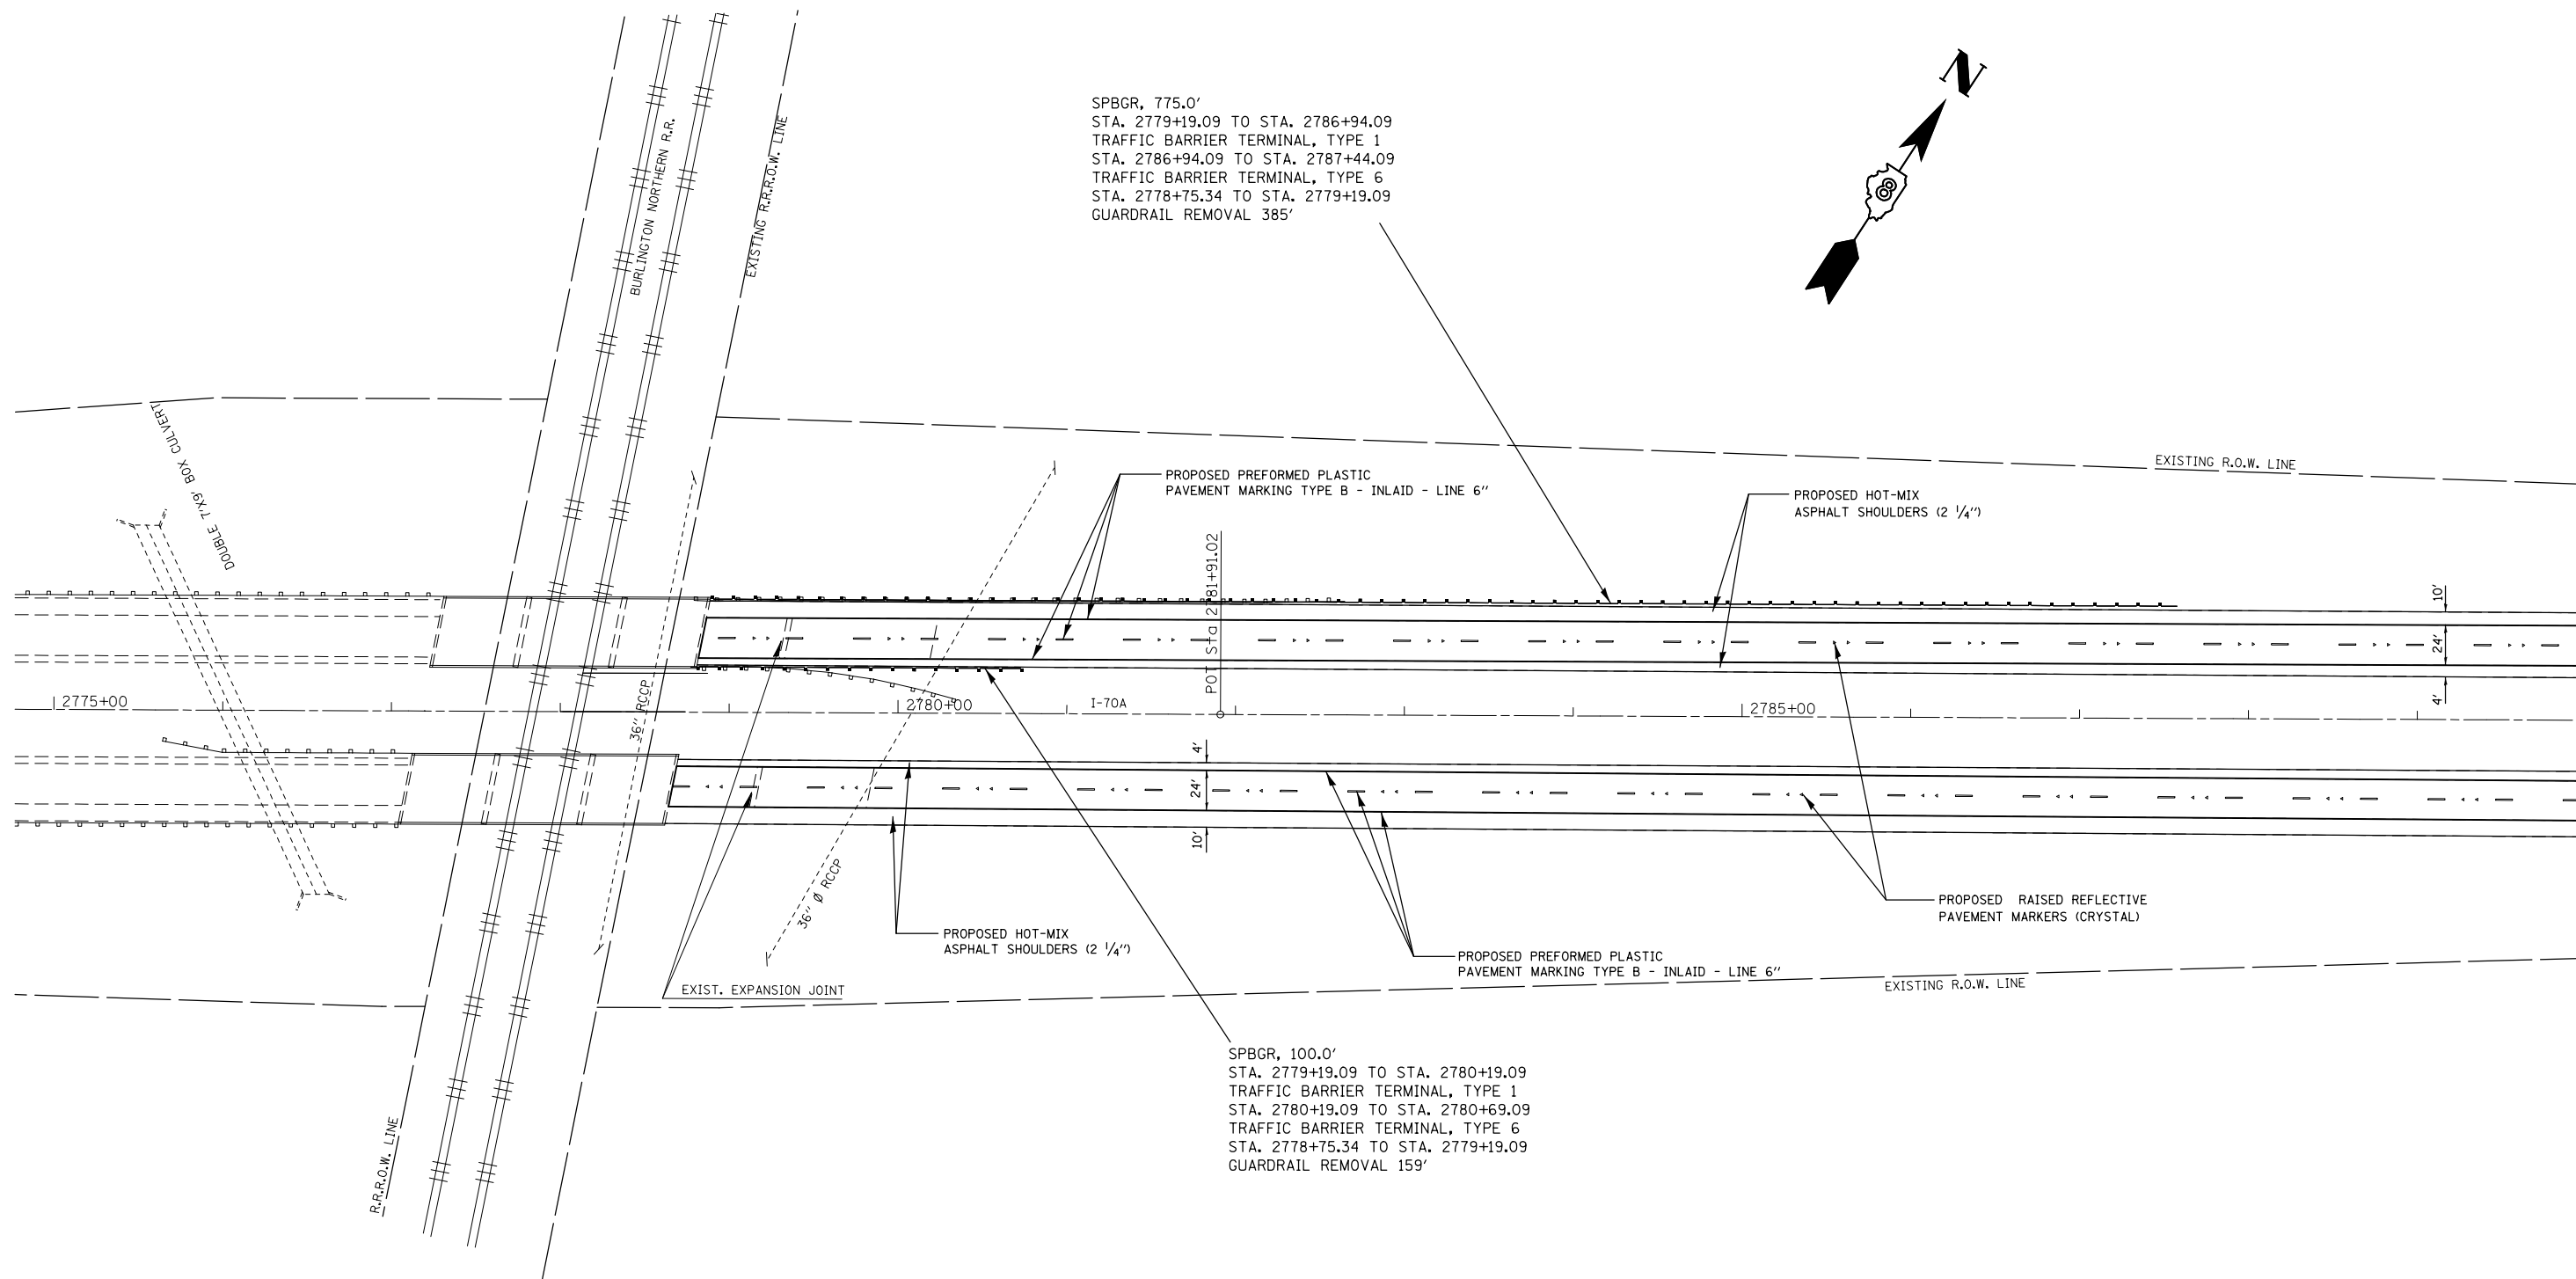 N
88
SPBGR, 775.0'
STA. 2779+19.09 TO STA. 2786+94.09
TRAFFIC BARRIER TERMINAL, TYPE 1
STA. 2786+94.09 TO STA. 2787+44.09
TRAFFIC BARRIER TERMINAL, TYPE 6
STA. 2778+75.34 TO STA. 2779+19.09
GUARDRAIL REMOVAL 385'
BURLINGTON NORTHERN R.R.
EXISTING R.R.R.O.W. LINE
DOUBLE 7'X9' BOX CULVERT
EXISTING R.O.W. LINE
PROPOSED PREFORMED PLASTIC
PAVEMENT MARKING TYPE B - INLAID - LINE 6"
PROPOSED HOT-MIX
ASPHALT SHOULDERS (2 1/4")
POT Sta 2781+91.02
10'
24'
4'
36" RCCP
2775+00
2780+00
I-70A
2785+00
4'
24'
10'
36" Ø RCCP
PROPOSED HOT-MIX
ASPHALT SHOULDERS (2 1/4")
PROPOSED PREFORMED PLASTIC
PAVEMENT MARKING TYPE B - INLAID - LINE 6"
PROPOSED RAISED REFLECTIVE
PAVEMENT MARKERS (CRYSTAL)
EXIST. EXPANSION JOINT
EXISTING R.O.W. LINE
SPBGR, 100.0'
STA. 2779+19.09 TO STA. 2780+19.09
TRAFFIC BARRIER TERMINAL, TYPE 1
STA. 2780+19.09 TO STA. 2780+69.09
TRAFFIC BARRIER TERMINAL, TYPE 6
STA. 2778+75.34 TO STA. 2779+19.09
GUARDRAIL REMOVAL 159'
R.R.R.O.W. LINE